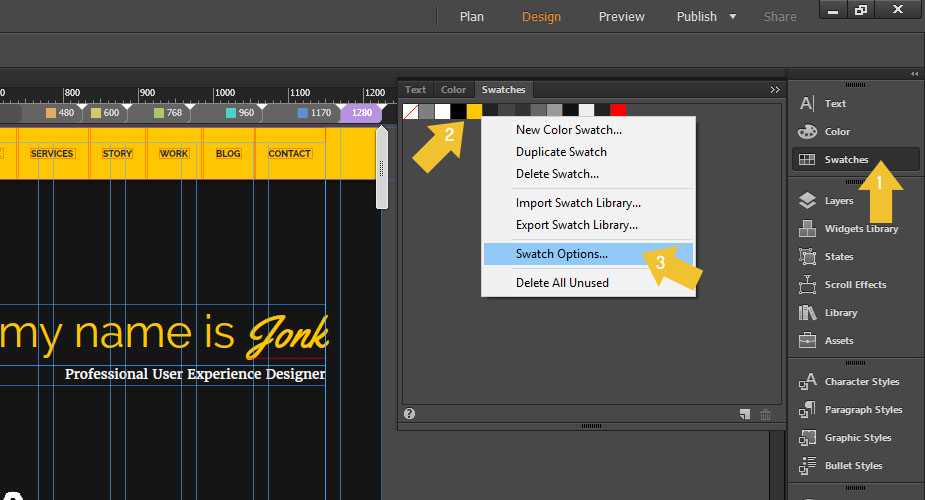 Plan Design Preview Publish Share
800 900 1000 1100 1200
480 600 768 960 1170 1280
SERVICES STORY WORK BLOG CONTACT
my name is Jonk
Professional User Experience Designer
Text Color Swatches
2
New Color Swatch...
Duplicate Swatch
Delete Swatch...
Import Swatch Library...
Export Swatch Library...
Swatch Options...
3
Delete All Unused
?
Text
Color
Swatches
1
Layers
Widgets Library
States
Scroll Effects
Library
Assets
Character Styles
Paragraph Styles
Graphic Styles
Bullet Styles